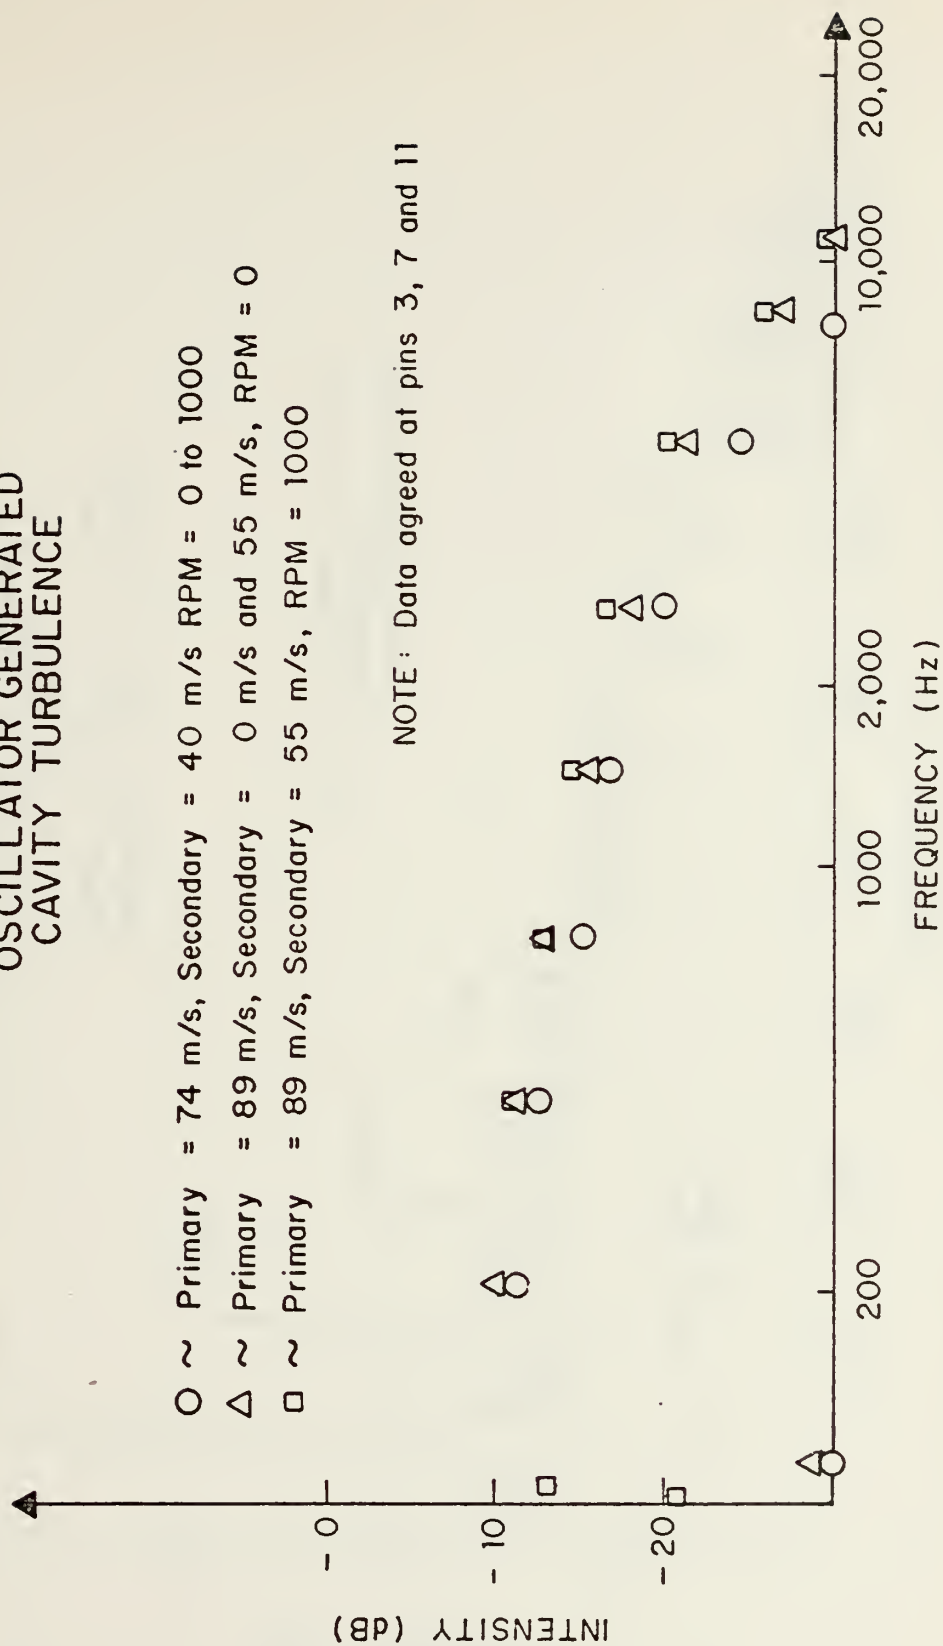 OSCILLATOR GENERATED
CAVITY TURBULENCE
○ ~ Primary = 74 m/s, Secondary = 40 m/s RPM = 0 to 1000
△ ~ Primary = 89 m/s, Secondary = 0 m/s and 55 m/s, RPM = 0
□ ~ Primary = 89 m/s, Secondary = 55 m/s, RPM = 1000
NOTE: Data agreed at pins 3, 7 and 11
INTENSITY (dB)
- 0
- 10
- 20
200
1000
2,000
10,000
20,000
FREQUENCY (Hz)